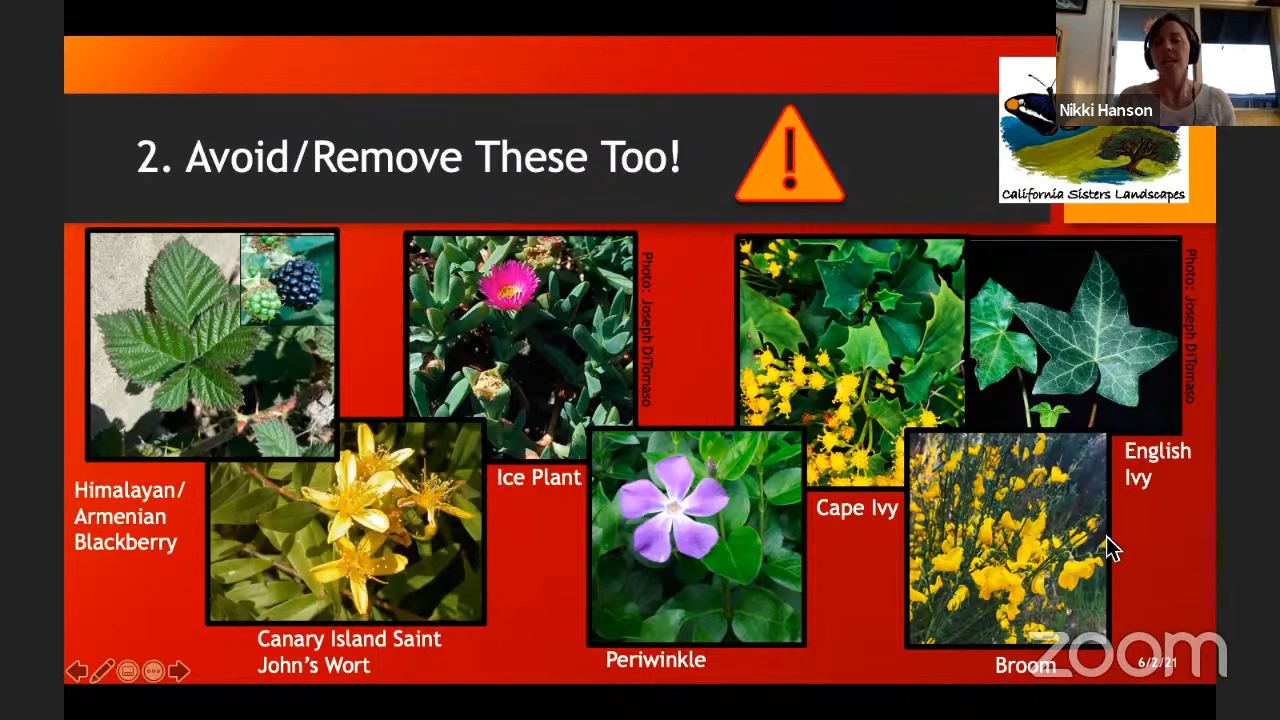 Nikki Hanson
2. Avoid/Remove These Too!
California Sisters Landscapes
Photo: Joseph DiTomaso
Photo: Joseph DiTomaso
Himalayan/
Armenian
Blackberry
Canary Island Saint
John's Wort
Ice Plant
Periwinkle
Cape Ivy
English
Ivy
Broom
zoom
6/2/21